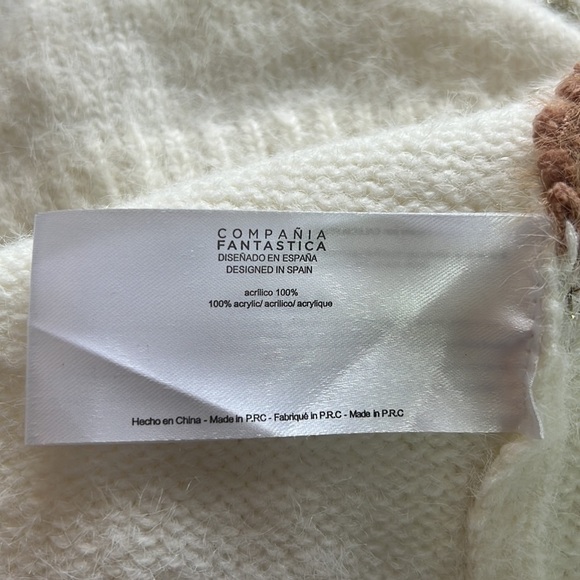 COMPAÑIA
FANTASTICA
DISEÑADO EN ESPAÑA
DESIGNED IN SPAIN
acrílico 100%
100% acrylic/ acrílico/ acrylique
Hecho en China - Made in P.RC - Fabriqué in P.R.C - Made in P.R.C